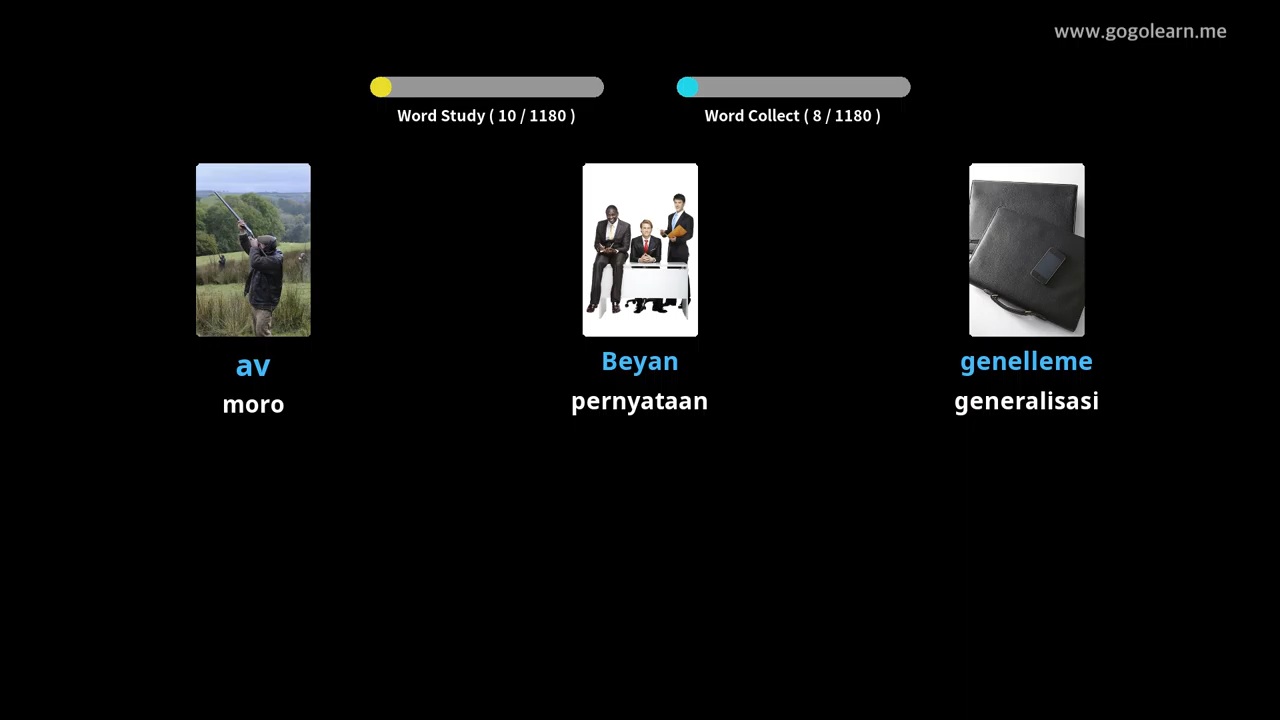 www.gogolearn.me
Word Study ( 10 / 1180 )
Word Collect ( 8 / 1180 )
av
Beyan
genelleme
moro
pernyataan
generalisasi